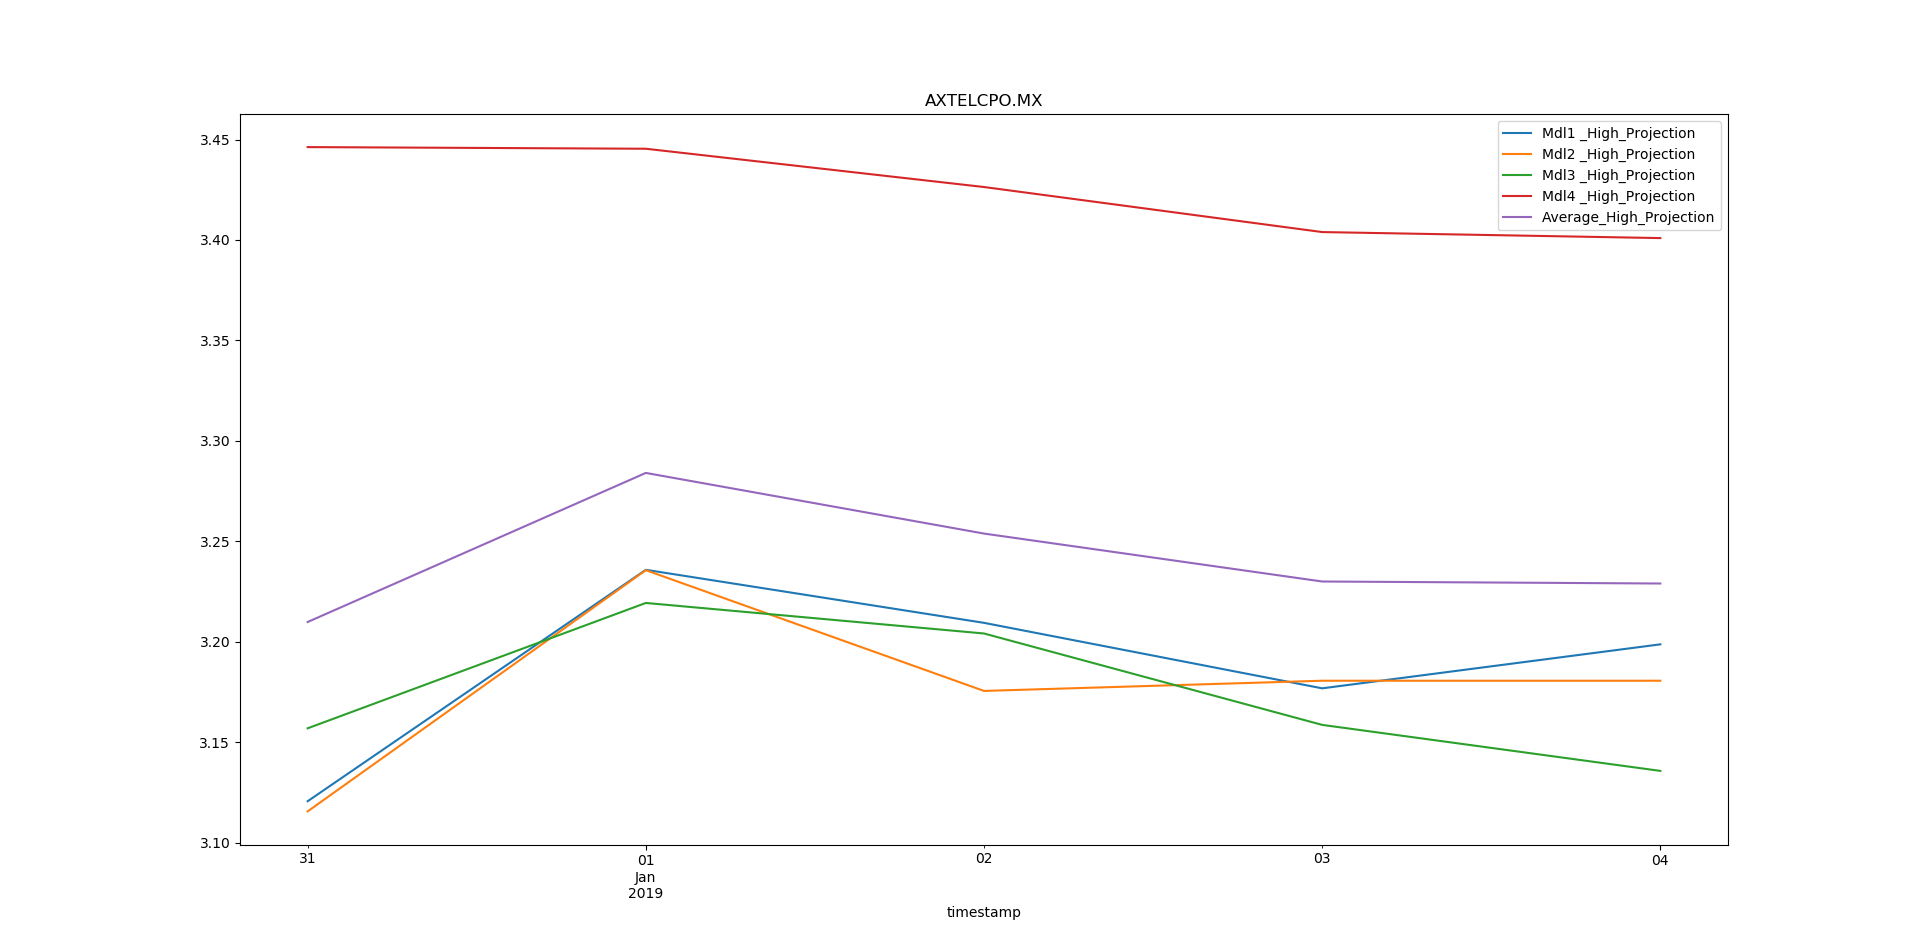 AXTELCPO.MX
Mdl1 _High_Projection
Mdl2 _High_Projection
Mdl3 _High_Projection
Mdl4 _High_Projection
Average_High_Projection
3.45
3.40
3.35
3.30
3.25
3.20
3.15
3.10
31 01 02 03 04
Jan
2019
timestamp